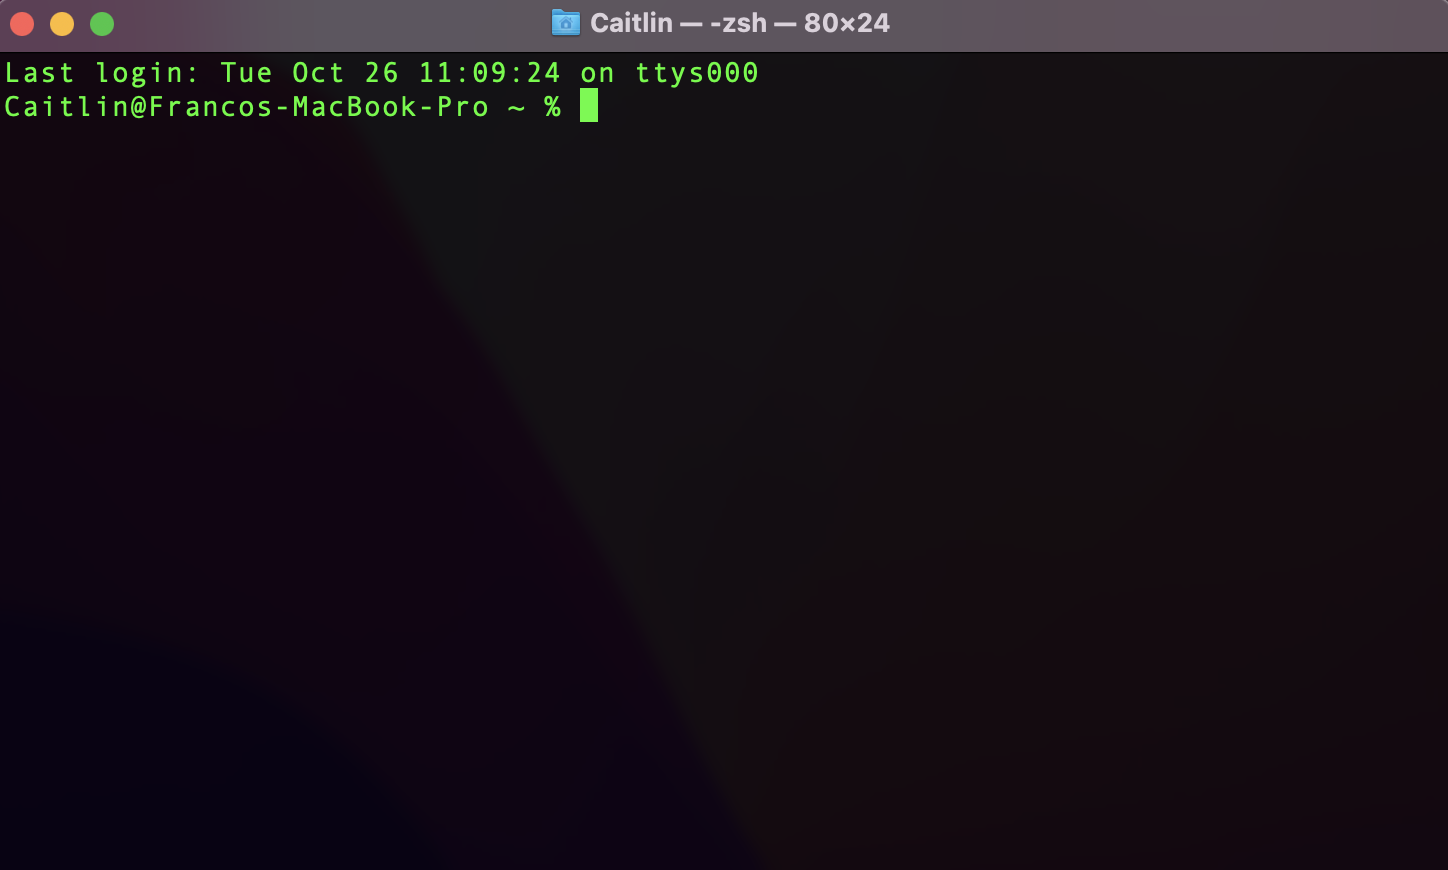 Caitlin — -zsh — 80×24
Last login: Tue Oct 26 11:09:24 on ttys000
Caitlin@Francos-MacBook-Pro ~ %